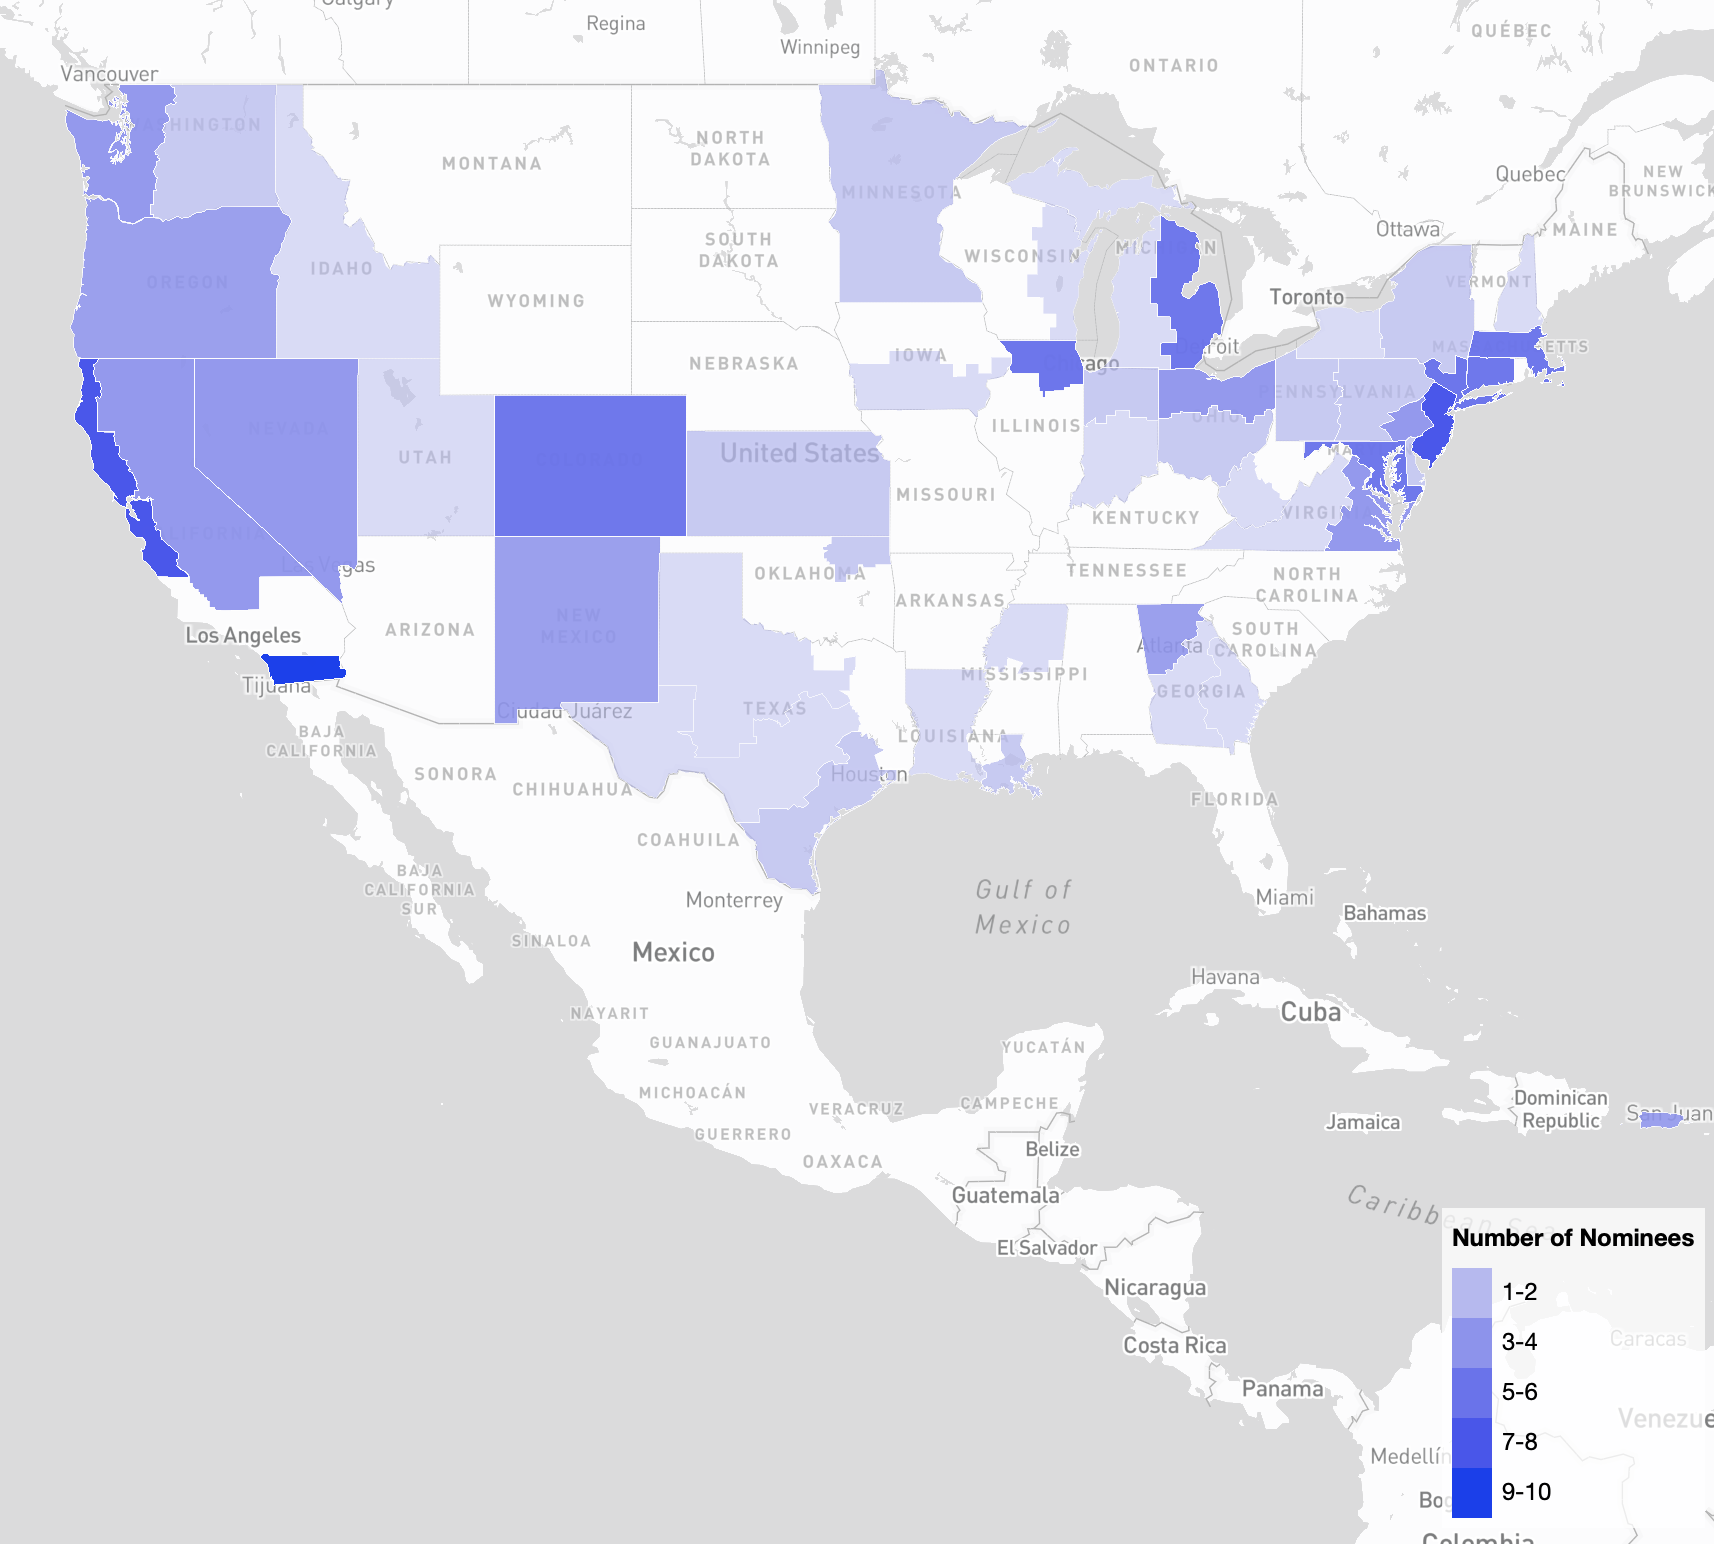 Calgary
Regina
Winnipeg
QUÉBEC
ONTARIO
Vancouver
WASHINGTON
NORTH
DAKOTA
MONTANA
Quebec
NEW
BRUNSWICK
MINNESOTA
MAINE
Ottawa
SOUTH
DAKOTA
WISCONSIN
MICHIGAN
IDAHO
OREGON
VERMONT
WYOMING
Toronto
MASSACHUSETTS
Detroit
IOWA
NEBRASKA
Chicago
PENNSYLVANIA
OHIO
NEVADA
ILLINOIS
UTAH
COLORADO
United States
MISSOURI
KENTUCKY
VIRGINIA
CALIFORNIA
Las Vegas
OKLAHOMA
TENNESSEE
NORTH
CAROLINA
ARKANSAS
NEW
MEXICO
ARIZONA
Los Angeles
SOUTH
CAROLINA
Atlanta
MISSISSIPPI
Tijuana
GEORGIA
Ciudad Juárez
TEXAS
LOUISIANA
BAJA
CALIFORNIA
SONORA
Houston
CHIHUAHUA
FLORIDA
COAHUILA
BAJA
CALIFORNIA
SUR
Gulf of
Mexico
Monterrey
Miami
Bahamas
SINALOA
Mexico
Havana
Cuba
NAYARIT
GUANAJUATO
YUCATÁN
MICHOACÁN
VERACRUZ
CAMPECHE
Dominican
Republic
San Juan
Jamaica
GUERRERO
OAXACA
Belize
Guatemala
Caribbean Sea
El Salvador
Nicaragua
Costa Rica
Panama
Number of Nominees
1-2
3-4
5-6
7-8
9-10
Caracas
Venezue
Medellín
Bog
Colombia